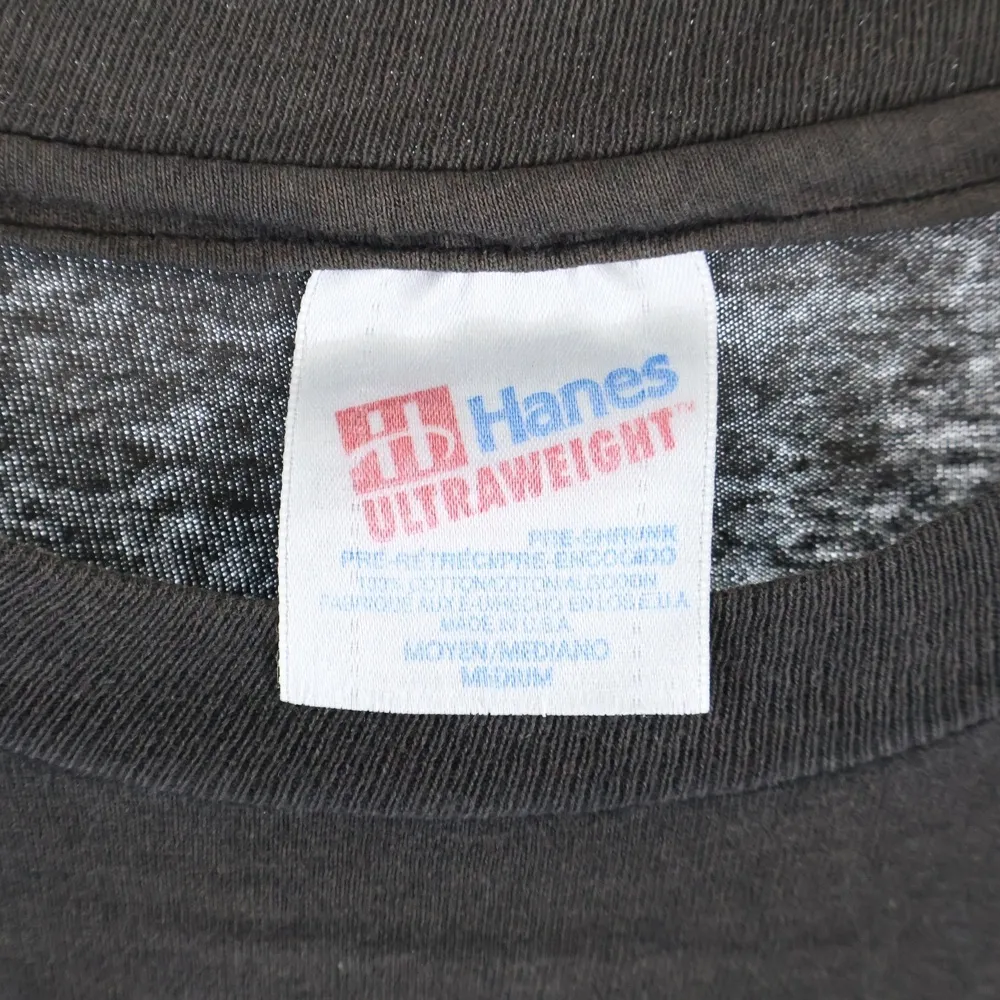 Hanes
ULTRAWEIGHT™
PRE-SHRUNK
PRÉ-RÉTRÉCI/PRE-ENCOGIDO
100% COTTON/COTON-ALGODON
FABRIQUÉ AUX É-U/HECHO EN LOS E.U.A.
MADE IN U.S.A.
MOYEN/MEDIANO
MEDIUM